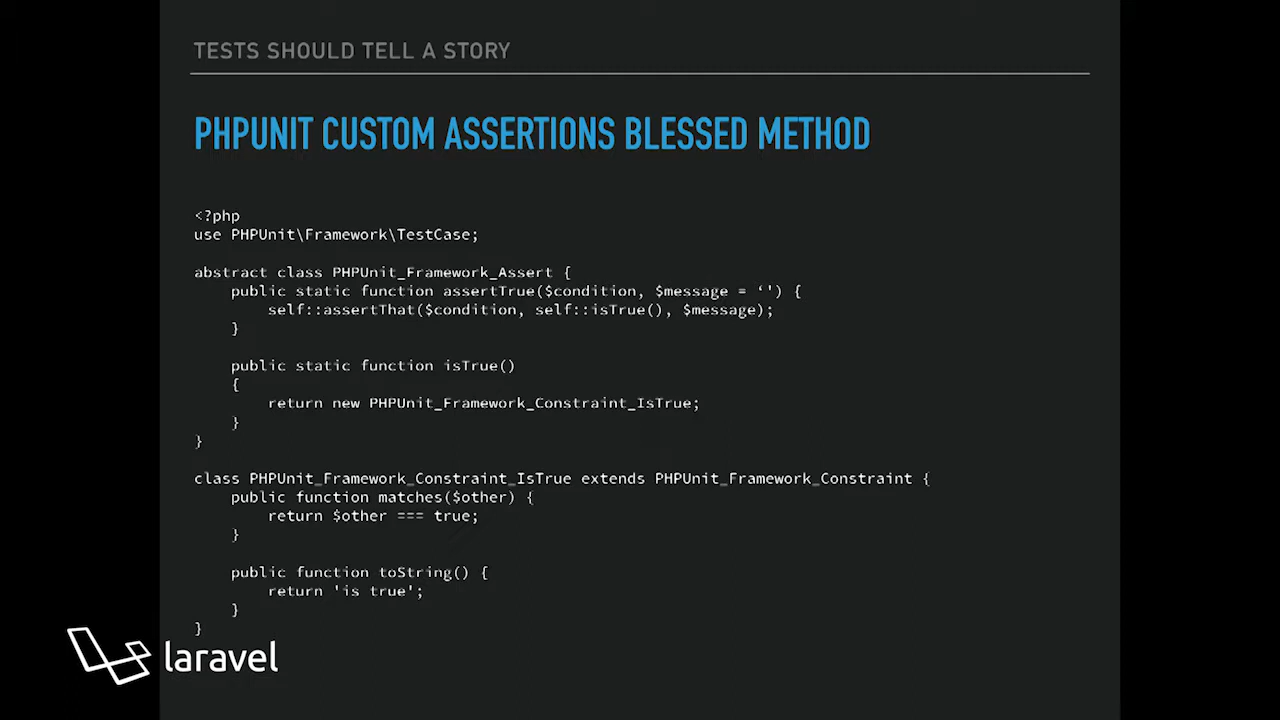 TESTS SHOULD TELL A STORY
PHPUNIT CUSTOM ASSERTIONS BLESSED METHOD
<?php
use PHPUnit\Framework\TestCase;
abstract class PHPUnit_Framework_Assert {
    public static function assertTrue($condition, $message = ‘') {
        self::assertThat($condition, self::isTrue(), $message);
    }
    public static function isTrue()
    {
        return new PHPUnit_Framework_Constraint_IsTrue;
    }
}
class PHPUnit_Framework_Constraint_IsTrue extends PHPUnit_Framework_Constraint {
    public function matches($other) {
        return $other === true;
    }
    public function toString() {
        return 'is true';
    }
}
laravel